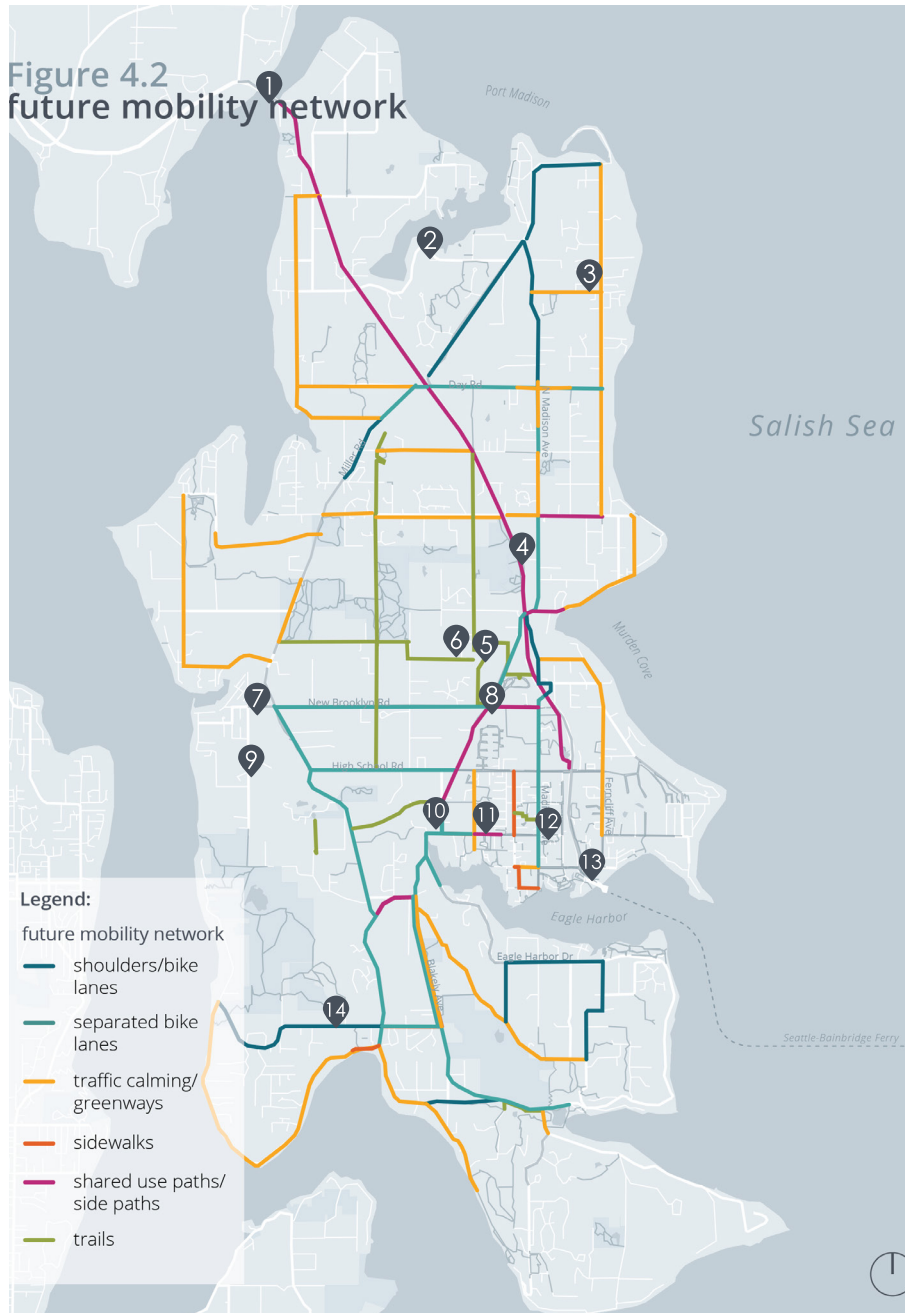 Figure 4.2
future mobility network
1
Port Madison
2
3
Day Rd
N Madison Ave
Salish Sea
Miller Rd
4
Murden Cove
6
5
7
New Brooklyn Rd
8
9
High School Rd
Ferncliff Ave
10
11
12
13
Legend:
future mobility network
shoulders/bike
lanes
separated bike
lanes
traffic calming/
greenways
sidewalks
shared use paths/
side paths
trails
Eagle Harbor
Eagle Harbor Dr
Blakely Ave
14
Seattle-Bainbridge Ferry